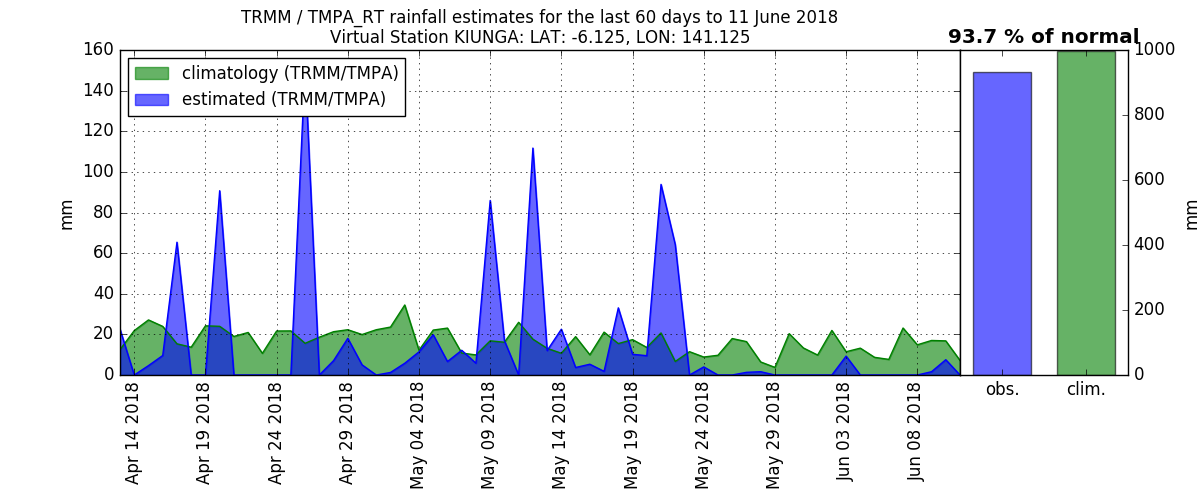 TRMM / TMPA_RT rainfall estimates for the last 60 days to 11 June 2018
Virtual Station KIUNGA: LAT: -6.125, LON: 141.125
93.7 % of normal
climatology (TRMM/TMPA)
estimated (TRMM/TMPA)
mm
160
140
120
100
80
60
40
20
0
Apr 14 2018
Apr 19 2018
Apr 24 2018
Apr 29 2018
May 04 2018
May 09 2018
May 14 2018
May 19 2018
May 24 2018
May 29 2018
Jun 03 2018
Jun 08 2018
obs.
clim.
1000
800
600
400
200
0
mm